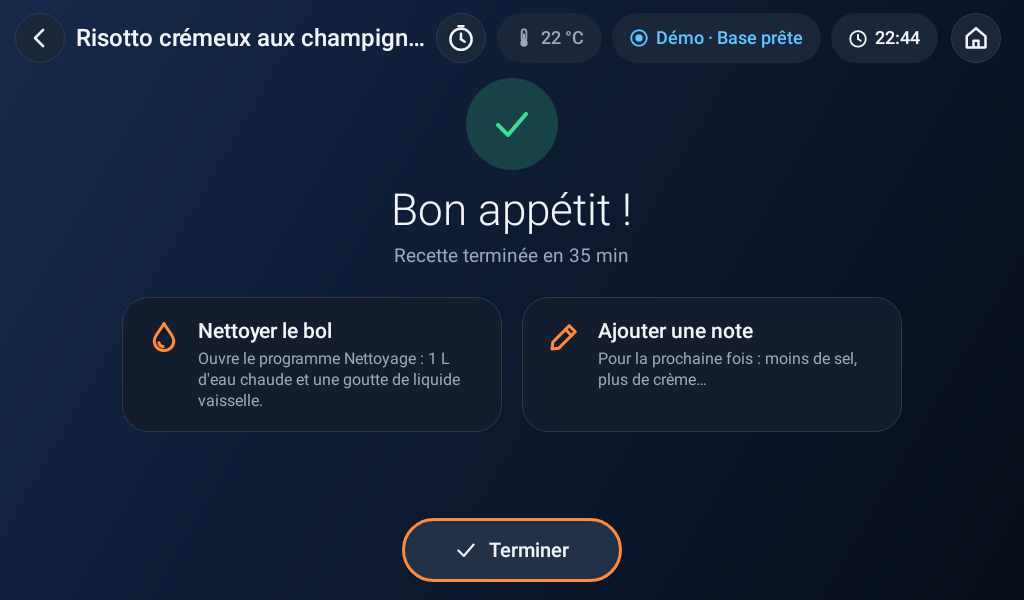 Risotto crémeux aux champign...
22 °C
Démo · Base prête
22:44
Bon appétit !
Recette terminée en 35 min
Nettoyer le bol
Ouvre le programme Nettoyage : 1 L
d'eau chaude et une goutte de liquide
vaisselle.
Ajouter une note
Pour la prochaine fois : moins de sel,
plus de crème...
Terminer